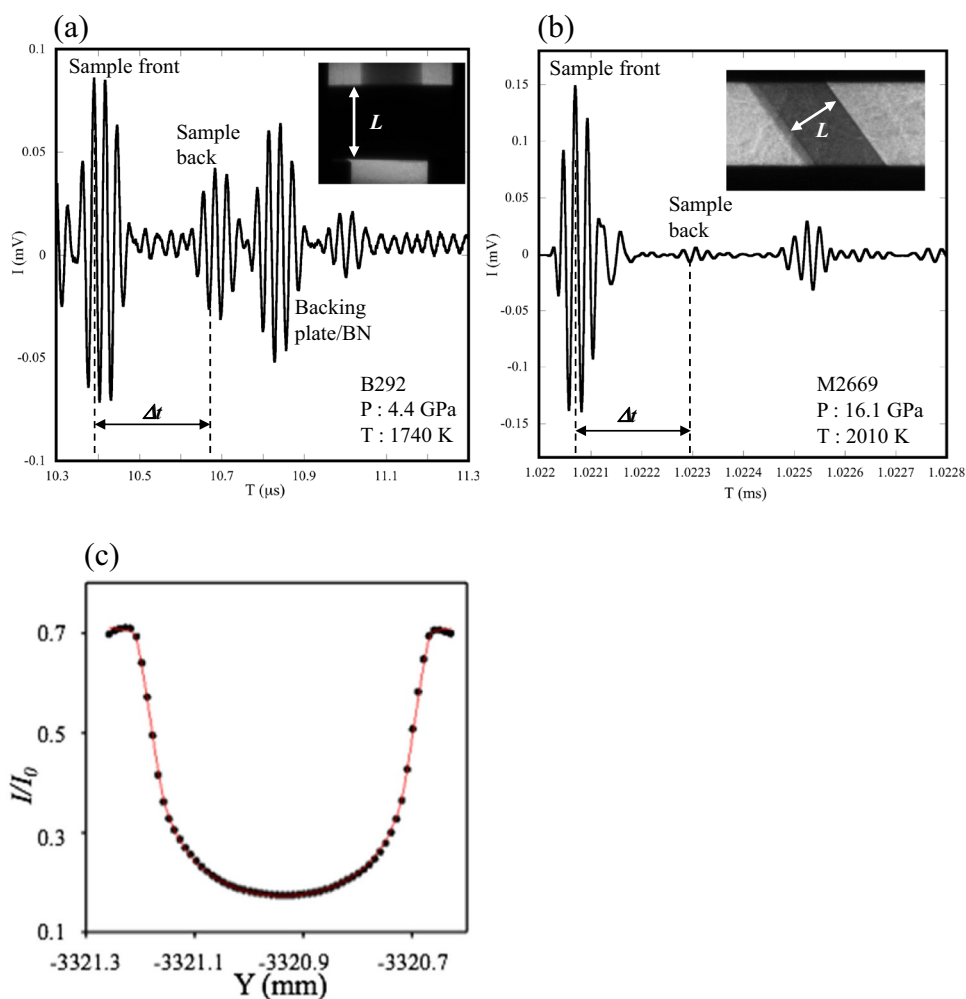 (a)
0.1
0.05
0
-0.05
-0.1
I (mV)
Sample front
Sample
back
L
Backing
plate/BN
Δt
B292
P : 4.4 GPa
T : 1740 K
10.3
10.5
10.7
10.9
11.1
11.3
T (μs)
(b)
0.15
0.1
0.05
0
-0.05
-0.1
-0.15
I (mV)
Sample front
L
Sample
back
Δt
M2669
P : 16.1 GPa
T : 2010 K
1.022
1.0221
1.0222
1.0223
1.0224
1.0225
1.0226
1.0227
1.0228
T (ms)
(c)
0.7
0.5
0.3
0.1
I/I0
-3321.3
-3321.1
-3320.9
-3320.7
Y (mm)